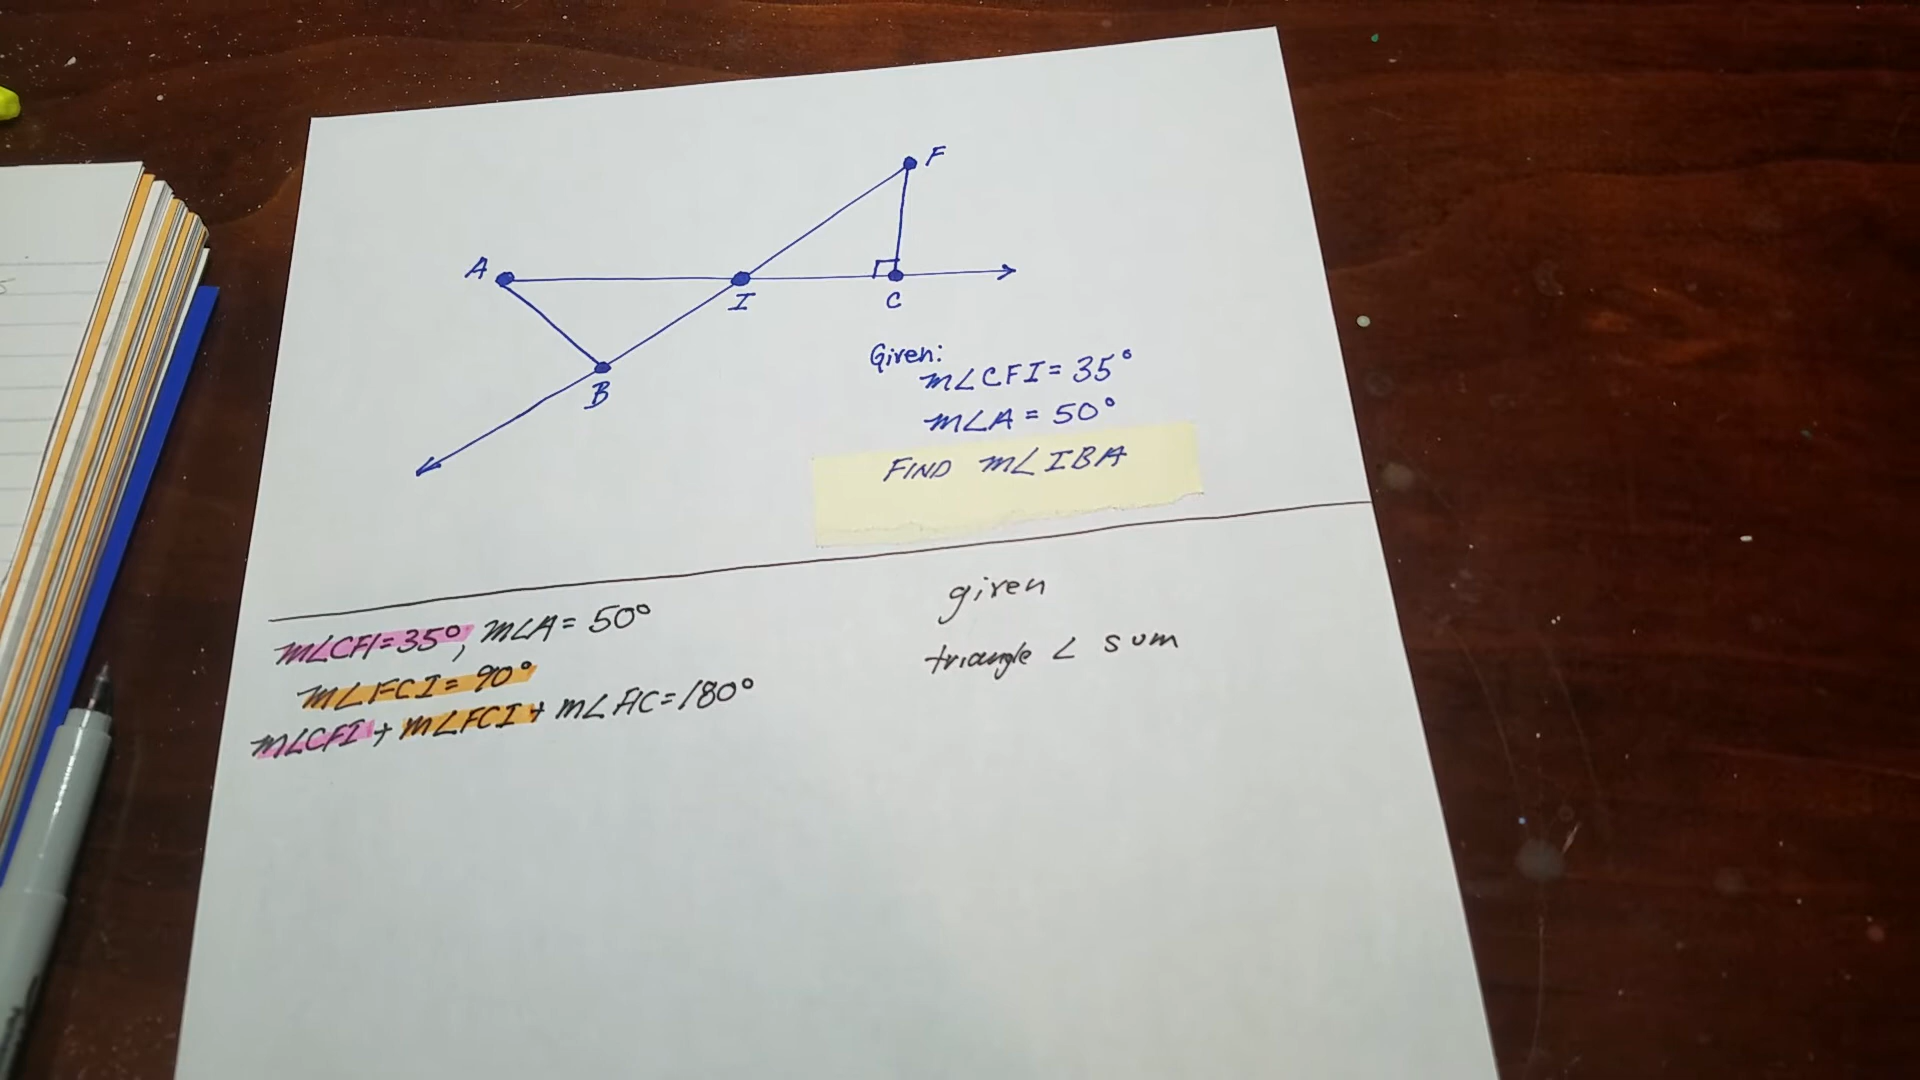 F
A
I
C
B
Given:
m∠CFI = 35°
m∠A = 50°
FIND m∠IBA
m∠CFI = 35°, m∠A = 50°
given
m∠FCI = 90°
triangle ∠ sum
m∠CFI + m∠FCI + m∠FIC = 180°